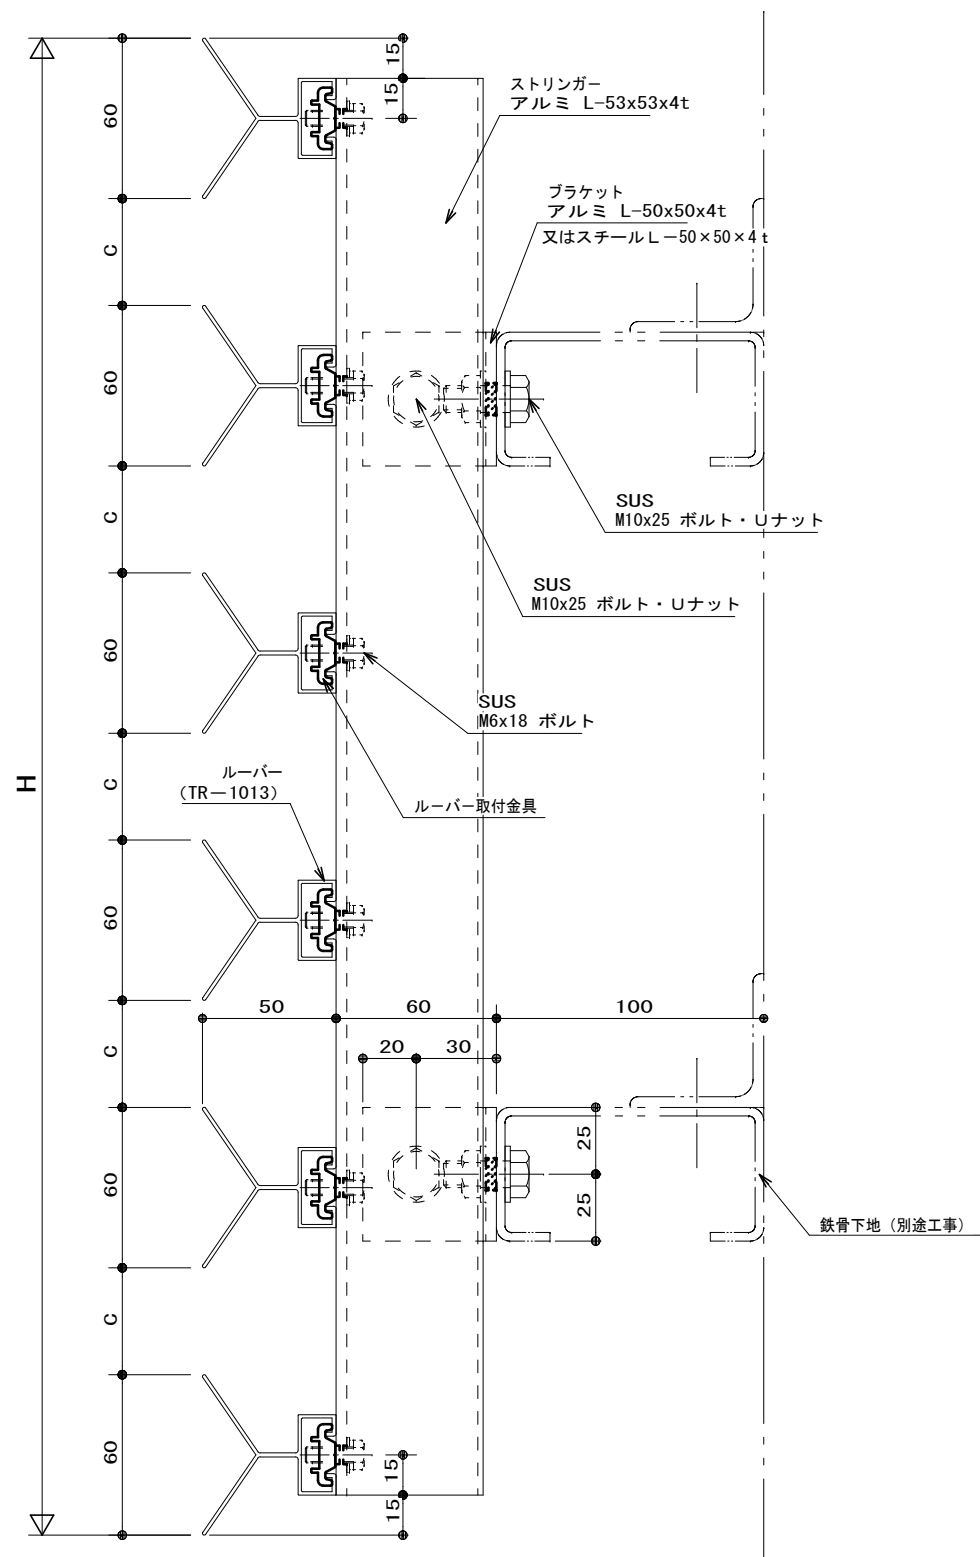 15
15
ストリンガー
アルミ L-53x53x4t
60
ブラケット
アルミ L-50x50x4t
又はスチールL－50×50×4t
C
60
SUS
M10x25 ボルト・Uナット
C
SUS
M10x25 ボルト・Uナット
60
SUS
M6x18 ボルト
H
C
ルーバー
(TR－1013)
ルーバー取付金具
60
50
60
100
C
20
30
25
60
25
鉄骨下地（別途工事）
C
60
15
15